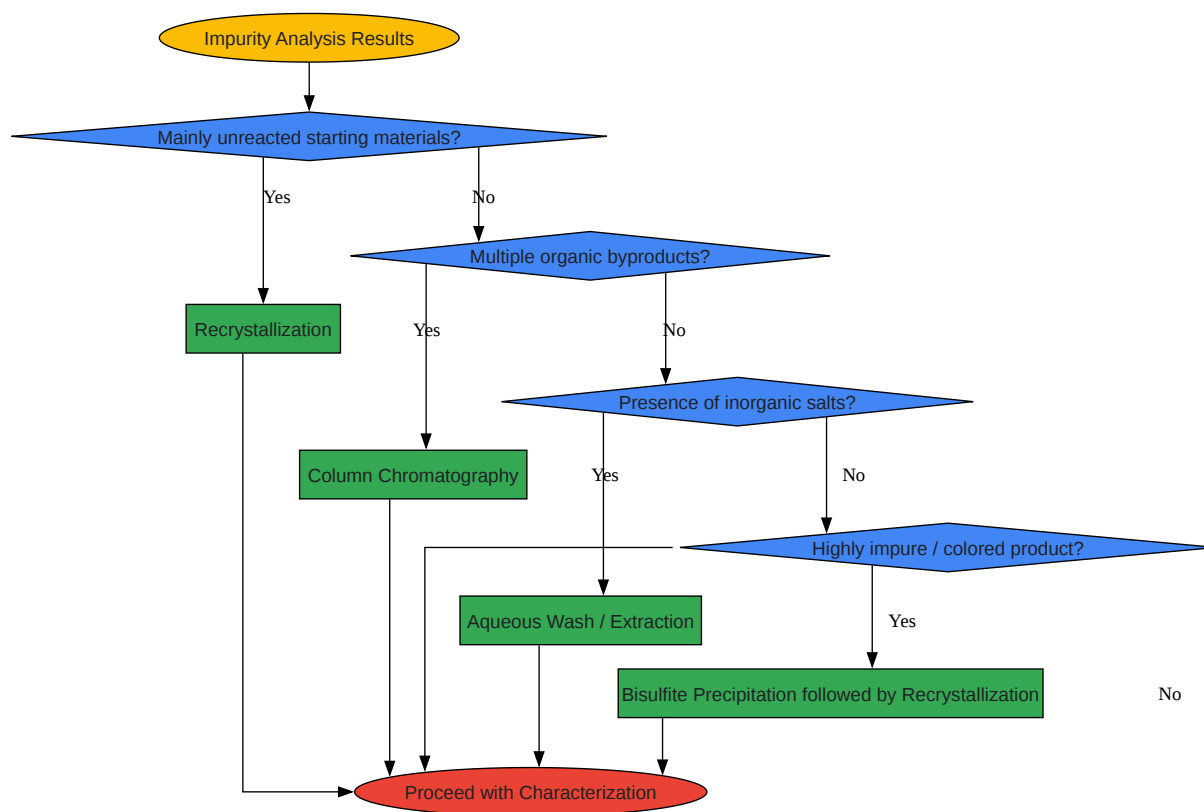 Impurity Analysis Results
Mainly unreacted starting materials?
Yes
No
Multiple organic byproducts?
Recrystallization
Yes
No
Presence of inorganic salts?
Column Chromatography
Yes
No
Highly impure / colored product?
Aqueous Wash / Extraction
Yes
Bisulfite Precipitation followed by Recrystallization
No
Proceed with Characterization